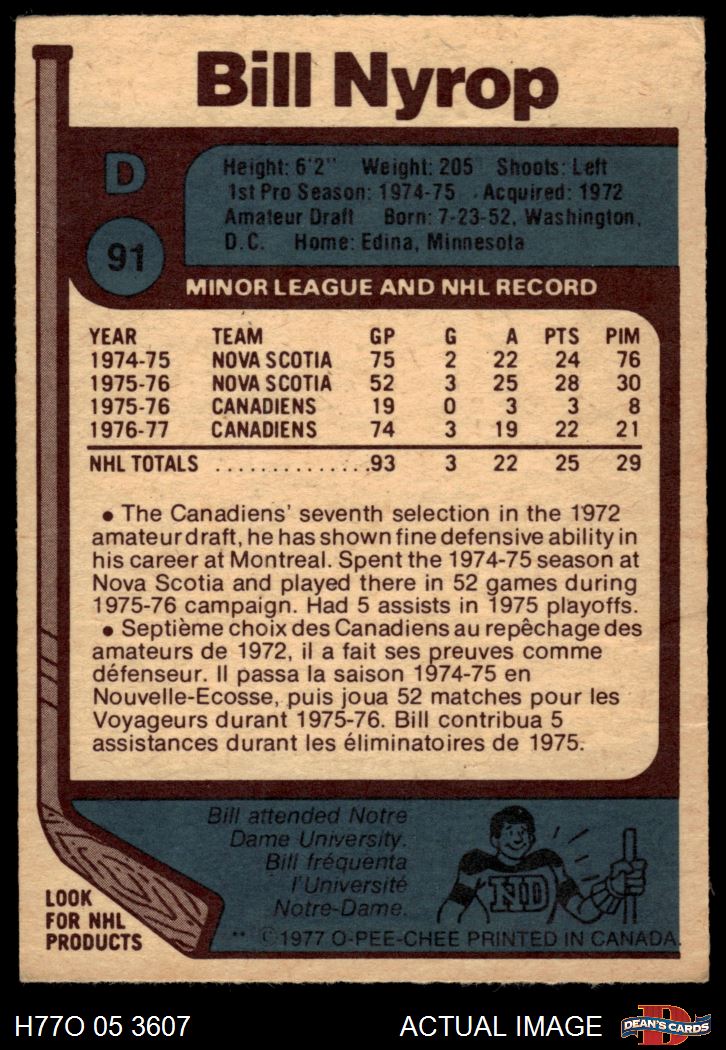 Bill Nyrop
D
91
Height: 6'2" Weight: 205 Shoots: Left
1st Pro Season: 1974-75 Acquired: 1972
Amateur Draft Born: 7-23-52, Washington,
D.C. Home: Edina, Minnesota
MINOR LEAGUE AND NHL RECORD
YEAR TEAM GP G A PTS PIM
1974-75 NOVA SCOTIA 75 2 22 24 76
1975-76 NOVA SCOTIA 52 3 25 28 30
1975-76 CANADIENS 19 0 3 3 8
1976-77 CANADIENS 74 3 19 22 21
NHL TOTALS ..............93 3 22 25 29
• The Canadiens' seventh selection in the 1972
amateur draft, he has shown fine defensive ability in
his career at Montreal. Spent the 1974-75 season at
Nova Scotia and played there in 52 games during
1975-76 campaign. Had 5 assists in 1975 playoffs.
• Septième choix des Canadiens au repêchage des
amateurs de 1972, il a fait ses preuves comme
défenseur. Il passa la saison 1974-75 en
Nouvelle-Ecosse, puis joua 52 matches pour les
Voyageurs durant 1975-76. Bill contribua 5
assistances durant les éliminatoires de 1975.
Bill attended Notre
Dame University.
Bill fréquenta
l'Université
Notre-Dame.
ND
LOOK
FOR NHL
PRODUCTS
** ©1977 O-PEE-CHEE PRINTED IN CANADA.
H77O 05 3607 ACTUAL IMAGE
D
DEAN'S CARDS